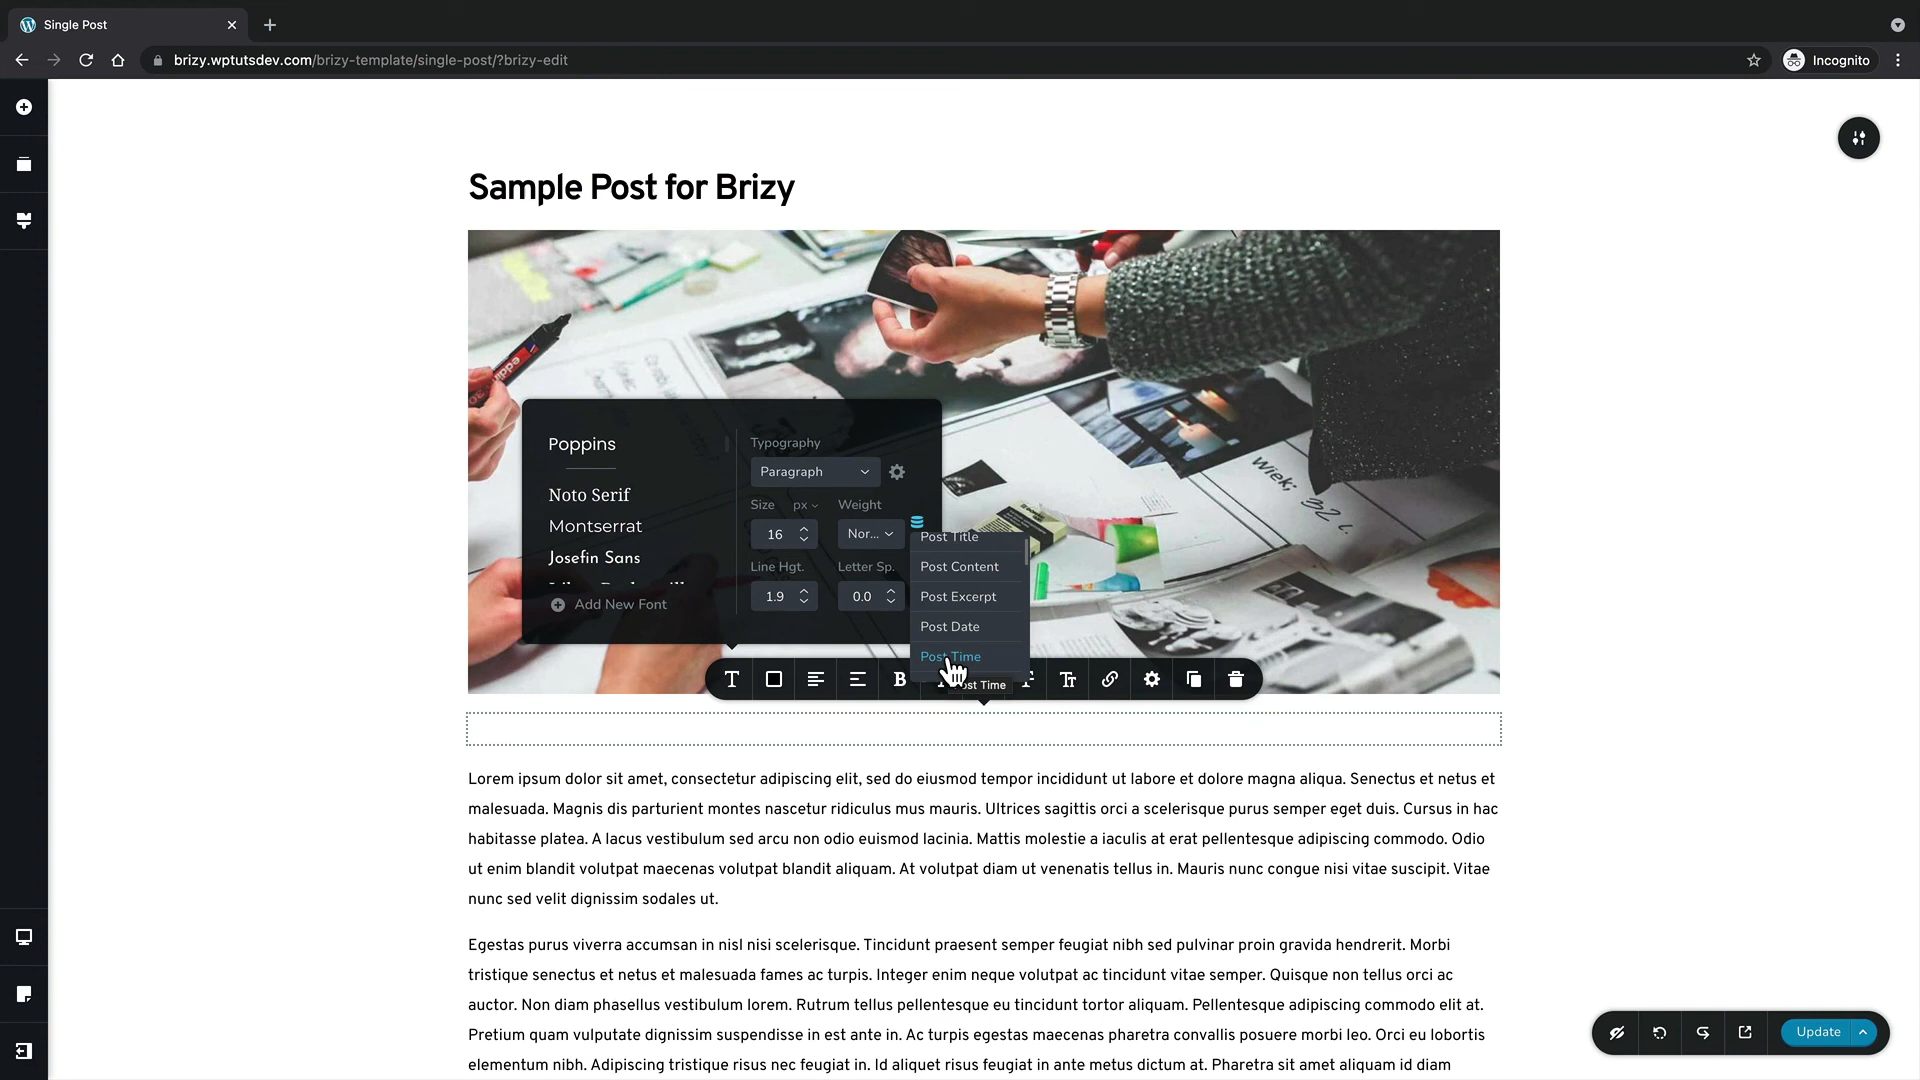 Single Post
brizy.wptutsdev.com/brizy-template/single-post/?brizy-edit
Incognito
Sample Post for Brizy
edding
Wiek;
32 l.
Poppins
Noto Serif
Montserrat
Josefin Sans
Add New Font
Typography
Paragraph
Size px Weight
16 Nor...
Line Hgt. Letter Sp.
1.9 0.0
Post Title
Post Content
Post Excerpt
Post Date
Post Time
Post Time
Lorem ipsum dolor sit amet, consectetur adipiscing elit, sed do eiusmod tempor incididunt ut labore et dolore magna aliqua. Senectus et netus et
malesuada. Magnis dis parturient montes nascetur ridiculus mus mauris. Ultrices sagittis orci a scelerisque purus semper eget duis. Cursus in hac
habitasse platea. A lacus vestibulum sed arcu non odio euismod lacinia. Mattis molestie a iaculis at erat pellentesque adipiscing commodo. Odio
ut enim blandit volutpat maecenas volutpat blandit aliquam. At volutpat diam ut venenatis tellus in. Mauris nunc congue nisi vitae suscipit. Vitae
nunc sed velit dignissim sodales ut.
Egestas purus viverra accumsan in nisl nisi scelerisque. Tincidunt praesent semper feugiat nibh sed pulvinar proin gravida hendrerit. Morbi
tristique senectus et netus et malesuada fames ac turpis. Integer enim neque volutpat ac tincidunt vitae semper. Quisque non tellus orci ac
auctor. Non diam phasellus vestibulum lorem. Rutrum tellus pellentesque eu tincidunt tortor aliquam. Pellentesque adipiscing commodo elit at.
Pretium quam vulputate dignissim suspendisse in est ante in. Ac turpis egestas maecenas pharetra convallis posuere morbi leo. Orci eu lobortis
elementum nibh. Adipiscing tristique risus nec feugiat in. Id aliquet risus feugiat in ante metus dictum at. Pharetra sit amet aliquam id diam
Update